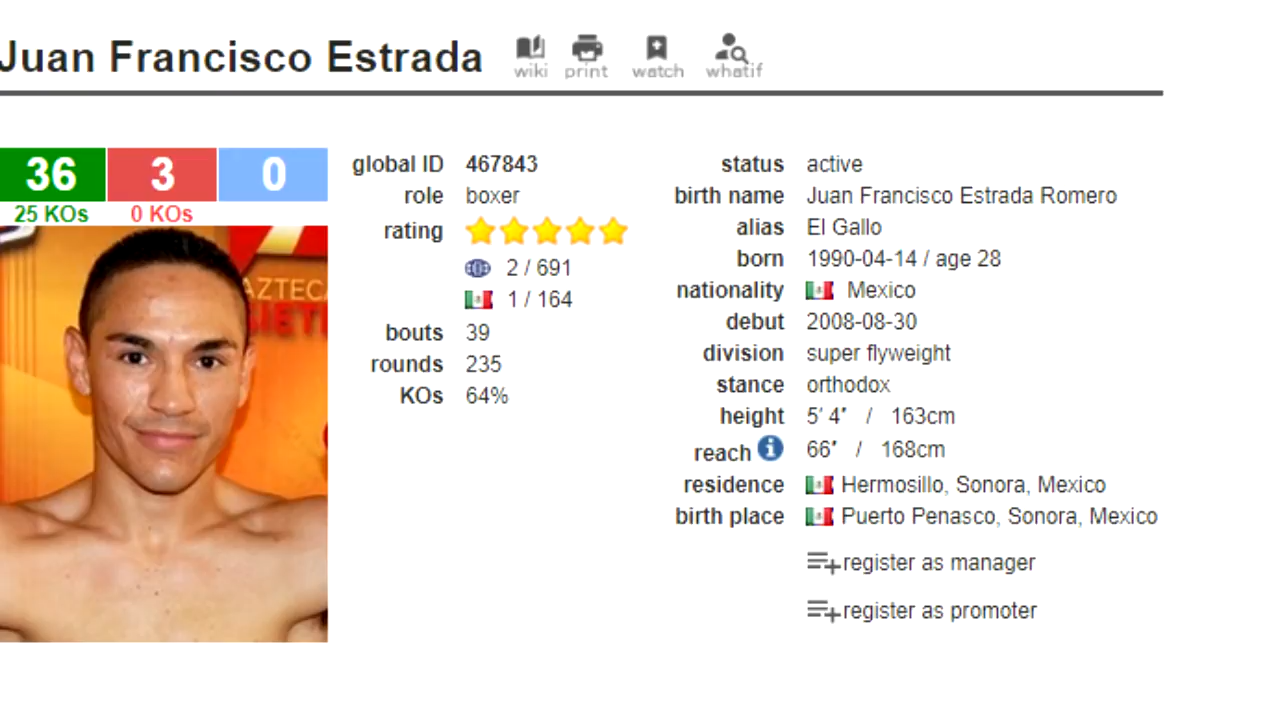 Juan Francisco Estrada
wiki print watch whatif
36 3 0
25 KOs 0 KOs
AZTECA
global ID 467843
role boxer
rating
2 / 691
1 / 164
bouts 39
rounds 235
KOs 64%
status active
birth name Juan Francisco Estrada Romero
alias El Gallo
born 1990-04-14 / age 28
nationality Mexico
debut 2008-08-30
division super flyweight
stance orthodox
height 5′ 4″ / 163cm
reach 66″ / 168cm
residence Hermosillo, Sonora, Mexico
birth place Puerto Penasco, Sonora, Mexico
register as manager
register as promoter